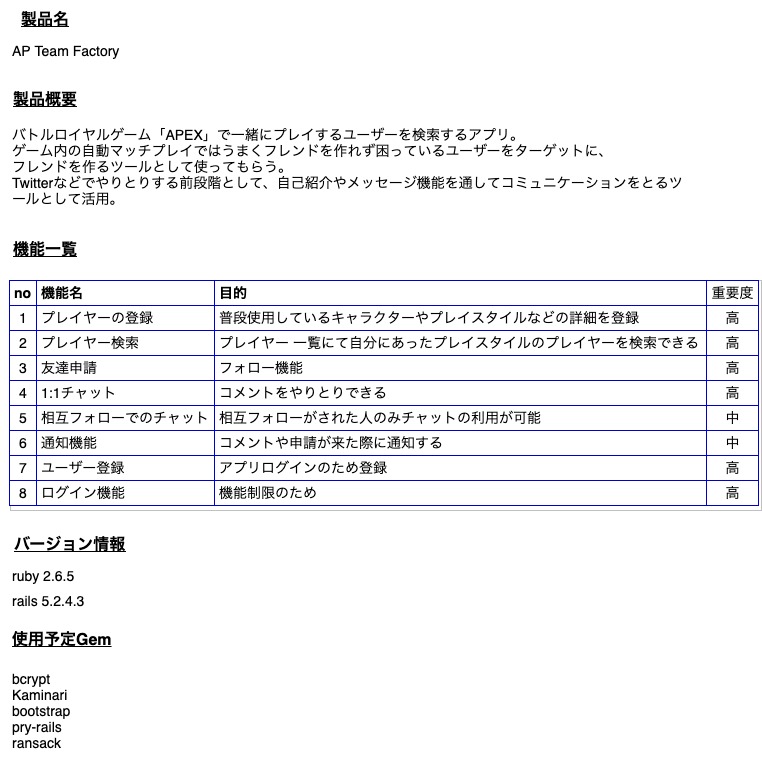 製品名
AP Team Factory
製品概要
バトルロイヤルゲーム「APEX」で一緒にプレイするユーザーを検索するアプリ。
ゲーム内の自動マッチプレイではうまくフレンドを作れず困っているユーザーをターゲットに、
フレンドを作るツールとして使ってもらう。
Twitterなどでやりとりする前段階として、自己紹介やメッセージ機能を通してコミュニケーションをとるツ
ールとして活用。
機能一覧
no 機能名 目的 重要度
1 プレイヤーの登録 普段使用しているキャラクターやプレイスタイルなどの詳細を登録 高
2 プレイヤー検索 プレイヤー 一覧にて自分にあったプレイスタイルのプレイヤーを検索できる 高
3 友達申請 フォロー機能 高
4 1:1チャット コメントをやりとりできる 高
5 相互フォローでのチャット 相互フォローがされた人のみチャットの利用が可能 中
6 通知機能 コメントや申請が来た際に通知する 中
7 ユーザー登録 アプリログインのため登録 高
8 ログイン機能 機能制限のため 高
バージョン情報
ruby 2.6.5
rails 5.2.4.3
使用予定Gem
bcrypt
Kaminari
bootstrap
pry-rails
ransack